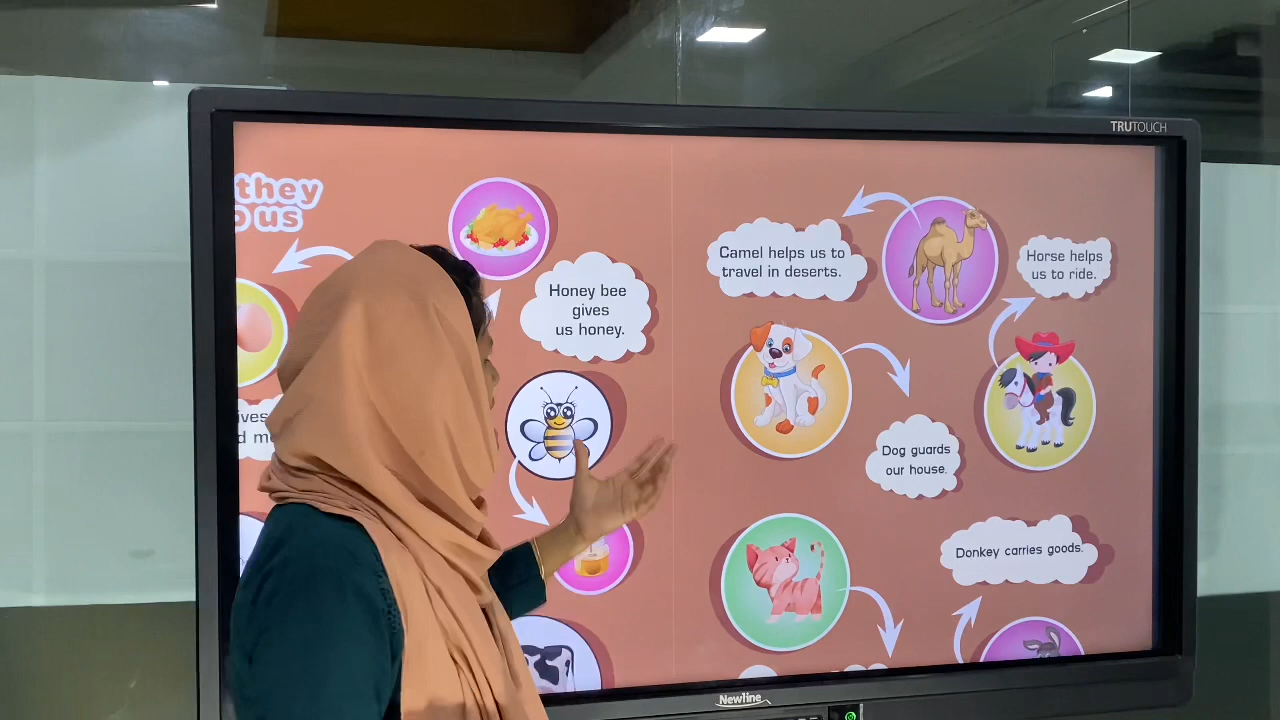 TRUTOUCH
they
us
Honey bee
gives
us honey.
Camel helps us to
travel in deserts.
Horse helps
us to ride.
Dog guards
our house.
Donkey carries goods.
Newline